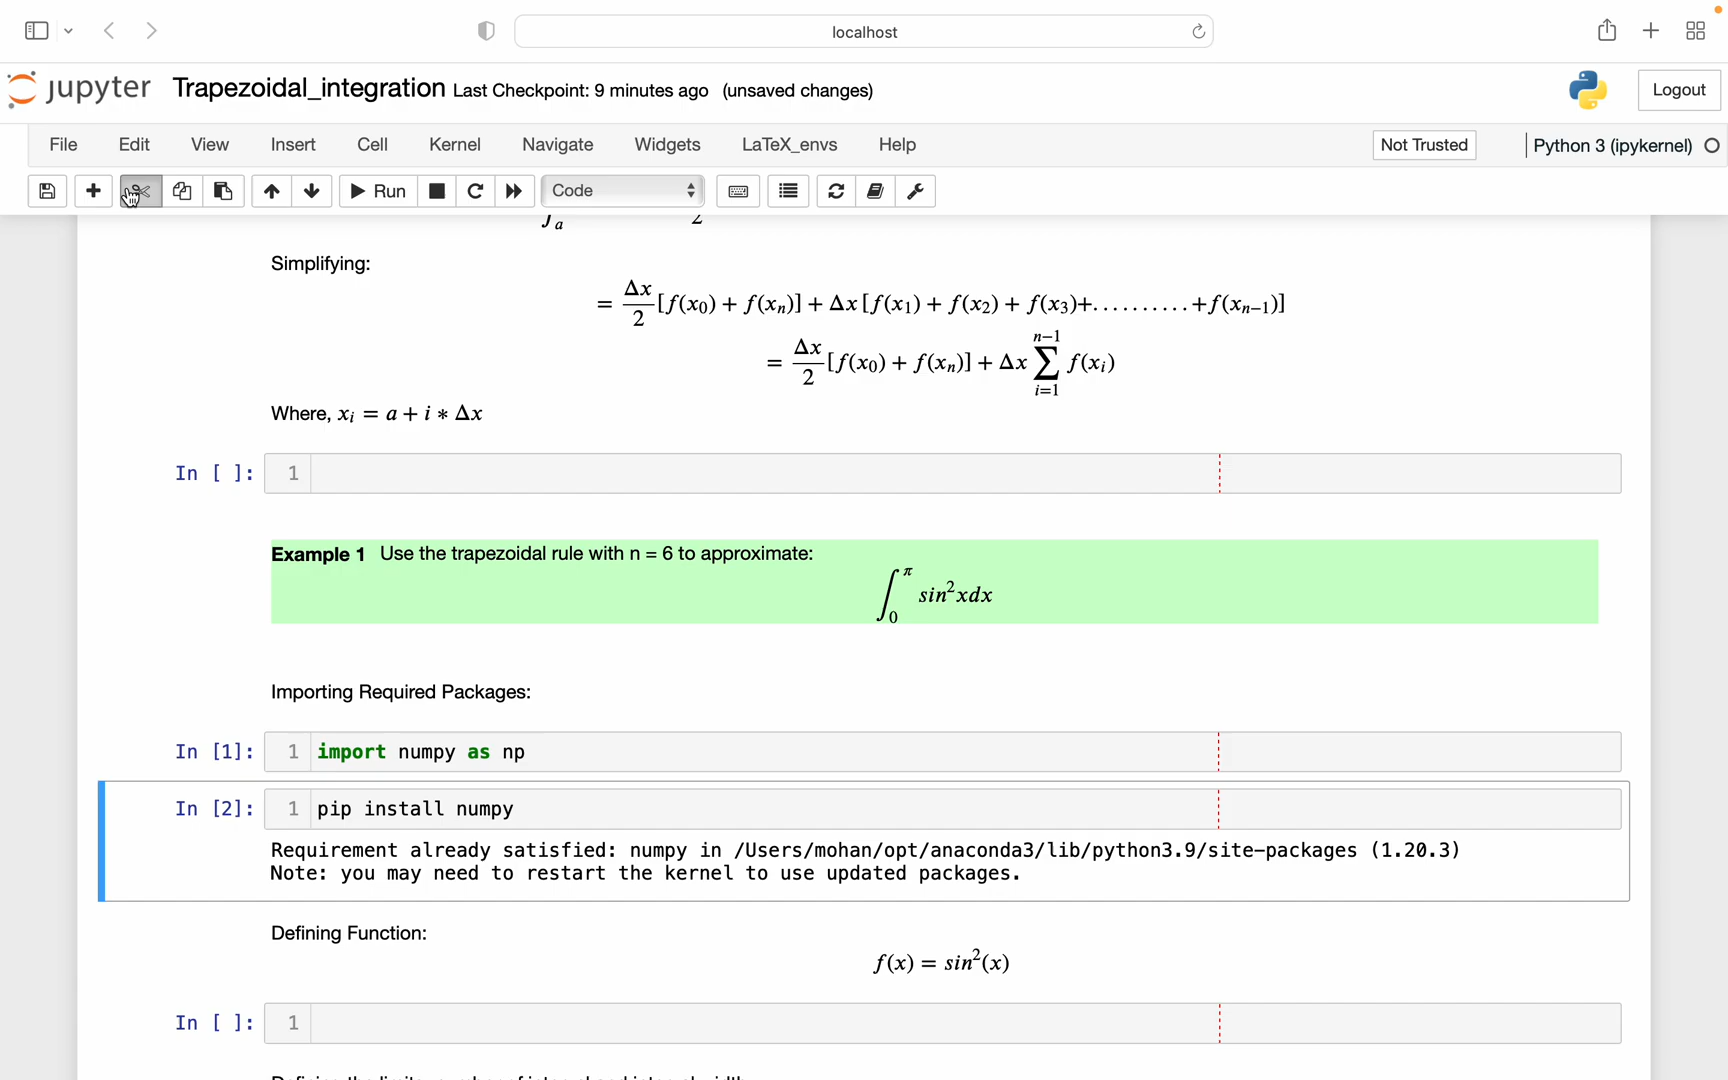 localhost
jupyter Trapezoidal_integration Last Checkpoint: 9 minutes ago (unsaved changes)
Logout
File Edit View Insert Cell Kernel Navigate Widgets LaTeX_envs Help
Not Trusted
Python 3 (ipykernel)
Run
Code
∫a 2
Simplifying:
= Δx/2 [f(x₀) + f(xₙ)] + Δx [f(x₁) + f(x₂) + f(x₃)+..........+f(xₙ₋₁)]
= Δx/2 [f(x₀) + f(xₙ)] + Δx ∑_{i=1}^{n−1} f(xᵢ)
Where, xᵢ = a + i * Δx
In [ ]: 1
Example 1 Use the trapezoidal rule with n = 6 to approximate:
∫₀^π sin²xdx
Importing Required Packages:
In [1]: 1 import numpy as np
In [2]: 1 pip install numpy
Requirement already satisfied: numpy in /Users/mohan/opt/anaconda3/lib/python3.9/site-packages (1.20.3)
Note: you may need to restart the kernel to use updated packages.
Defining Function:
f(x) = sin²(x)
In [ ]: 1